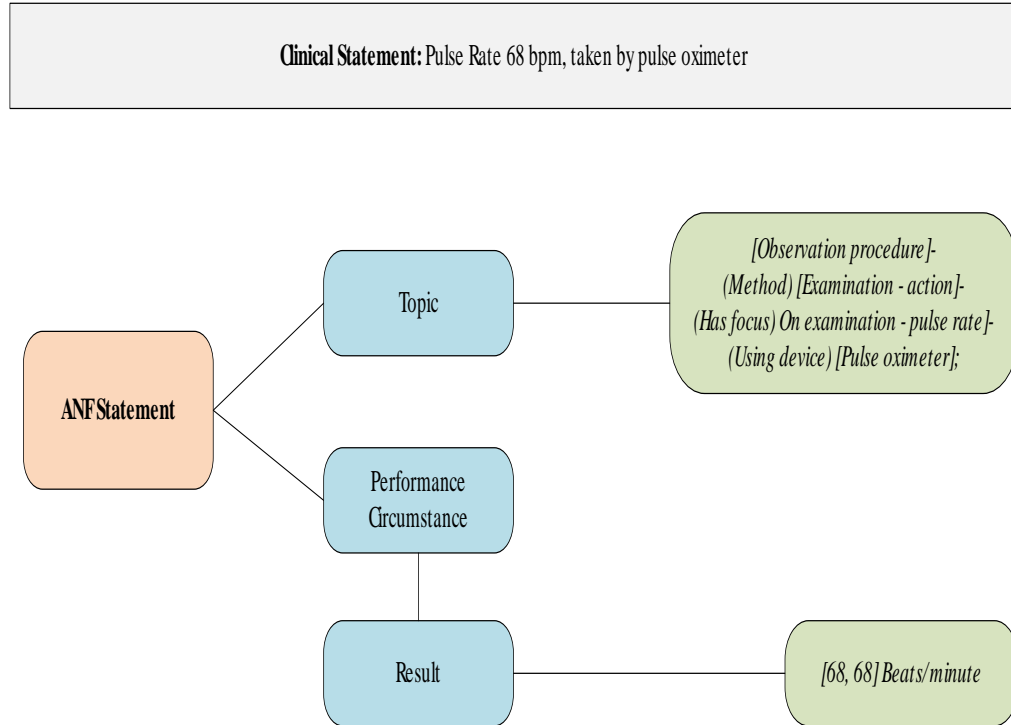 Clinical Statement: Pulse Rate 68 bpm, taken by pulse oximeter
Topic
[Observation procedure]-
(Method) [Examination - action]-
(Has focus) On examination - pulse rate]-
(Using device) [Pulse oximeter];
ANF Statement
Performance
Circumstance
Result
[68, 68] Beats/minute